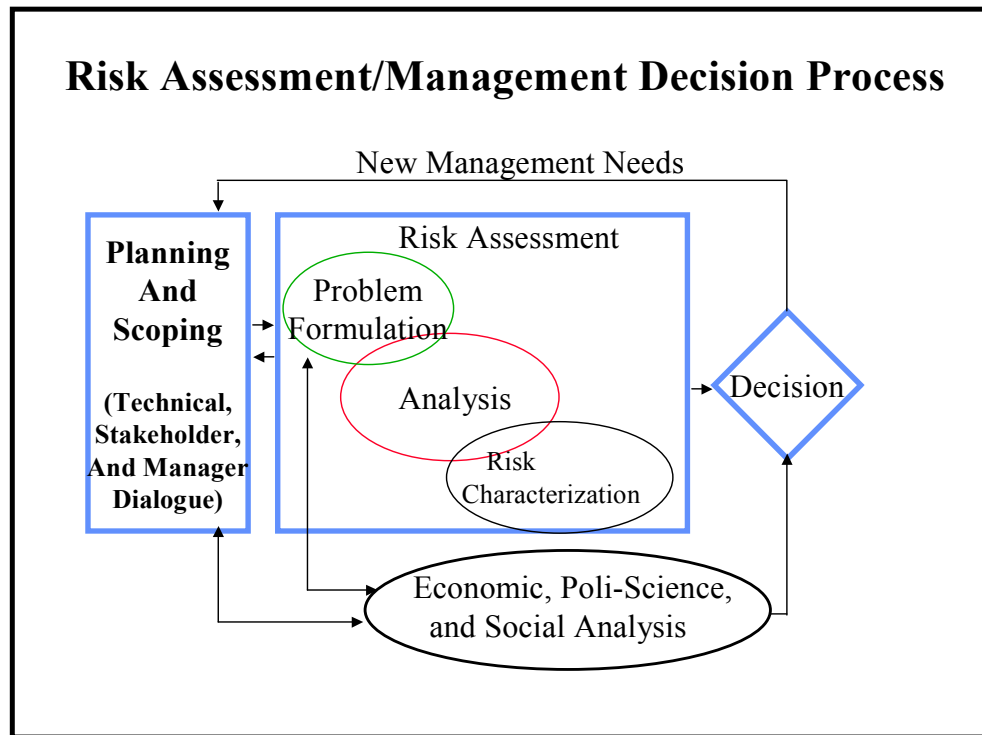 Risk Assessment/Management Decision Process
New Management Needs
Planning
And
Scoping
(Technical,
Stakeholder,
And Manager
Dialogue)
Risk Assessment
Problem
Formulation
Analysis
Risk
Characterization
Decision
Economic, Poli-Science,
and Social Analysis